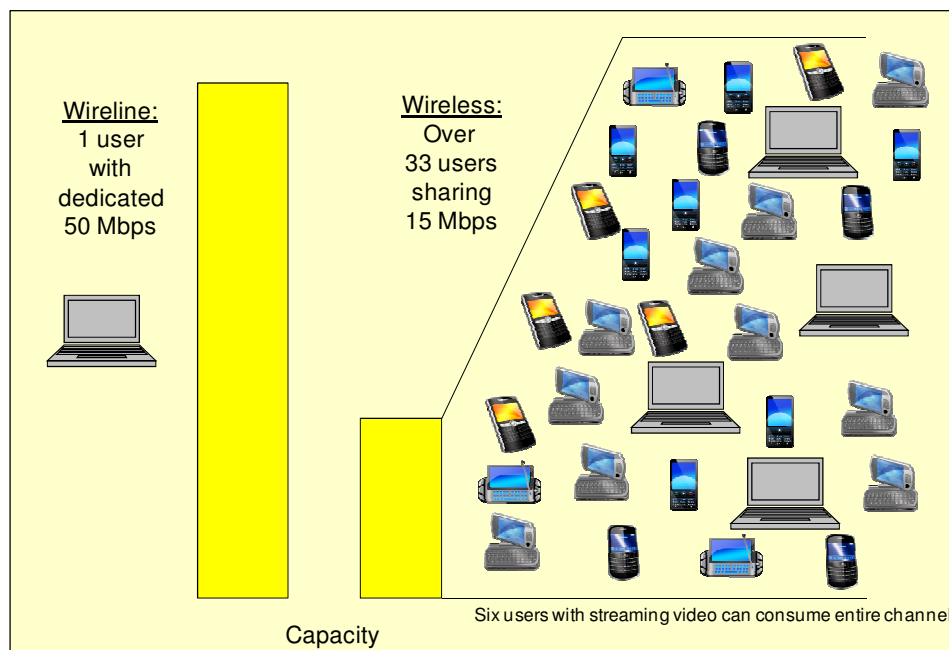 Wireline:
1 user
with
dedicated
50 Mbps
Wireless:
Over
33 users
sharing
15 Mbps
Six users with streaming video can consume entire channel
Capacity